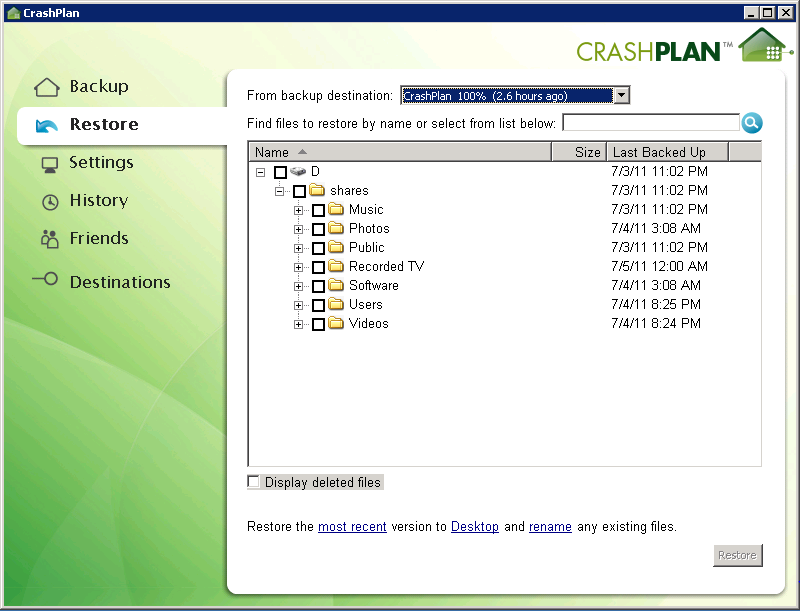 CrashPlan
CRASHPLAN™
Backup
Restore
Settings
History
Friends
Destinations
From backup destination: CrashPlan 100% (2.6 hours ago)
Find files to restore by name or select from list below:
Name Size Last Backed Up
D 7/3/11 11:02 PM
shares 7/3/11 11:02 PM
Music 7/3/11 11:02 PM
Photos 7/4/11 3:08 AM
Public 7/3/11 11:02 PM
Recorded TV 7/5/11 12:00 AM
Software 7/4/11 3:08 AM
Users 7/4/11 8:25 PM
Videos 7/4/11 8:24 PM
Display deleted files
Restore the most recent version to Desktop and rename any existing files.
Restore